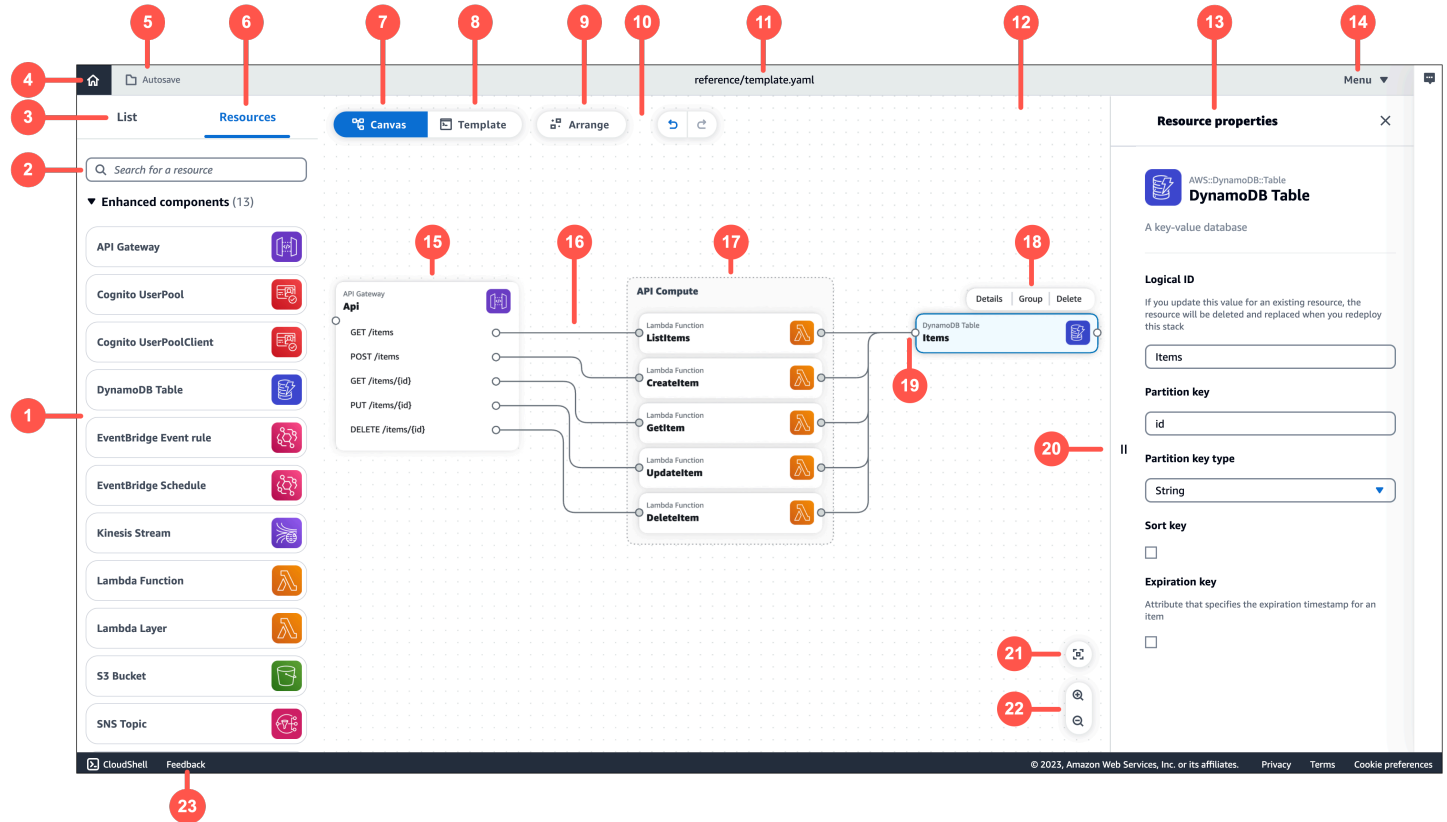 5
6
7
8
9
10
11
12
13
14
4
Autosave
reference/template.yaml
Menu
3
List
Resources
Canvas
Template
Arrange
Resource properties
2
Search for a resource
Enhanced components (13)
1
API Gateway
Cognito UserPool
Cognito UserPoolClient
DynamoDB Table
EventBridge Event rule
EventBridge Schedule
Kinesis Stream
Lambda Function
Lambda Layer
S3 Bucket
SNS Topic
15
16
17
18
API Gateway
Api
GET /items
POST /items
GET /items/{id}
PUT /items/{id}
DELETE /items/{id}
API Compute
Lambda Function
ListItems
Lambda Function
CreateItem
Lambda Function
GetItem
Lambda Function
UpdateItem
Lambda Function
DeleteItem
Details
Group
Delete
DynamoDB Table
Items
19
20
21
22
AWS::DynamoDB::Table
DynamoDB Table
A key-value database
Logical ID
If you update this value for an existing resource, the
resource will be deleted and replaced when you redeploy
this stack
Items
Partition key
id
Partition key type
String
Sort key
Expiration key
Attribute that specifies the expiration timestamp for an
item
CloudShell
Feedback
© 2023, Amazon Web Services, Inc. or its affiliates.
Privacy
Terms
Cookie preferences
23